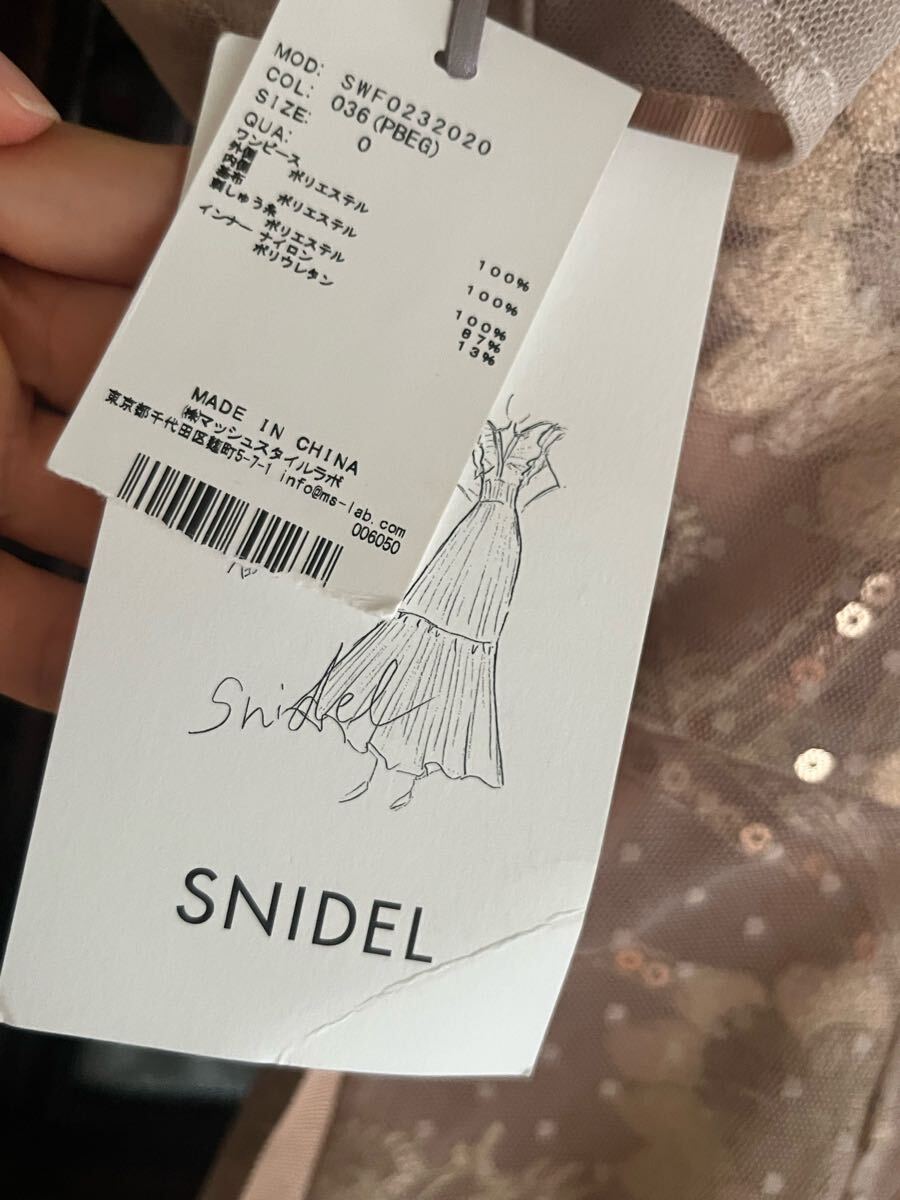 MOD: SWF0232020
COL: 036(PBEG)
SIZE: 0
QUA:
ワンピース
外側 ポリエステル 100%
内側
基布 ポリエステル 100%
刺しゅう糸 ポリエステル 100%
インナー ナイロン 87%
ポリウレタン 13%
MADE IN CHINA
㈱マッシュスタイルラボ
東京都千代田区麹町5-7-1 info@ms-lab.com
006050
Snidel
SNIDEL